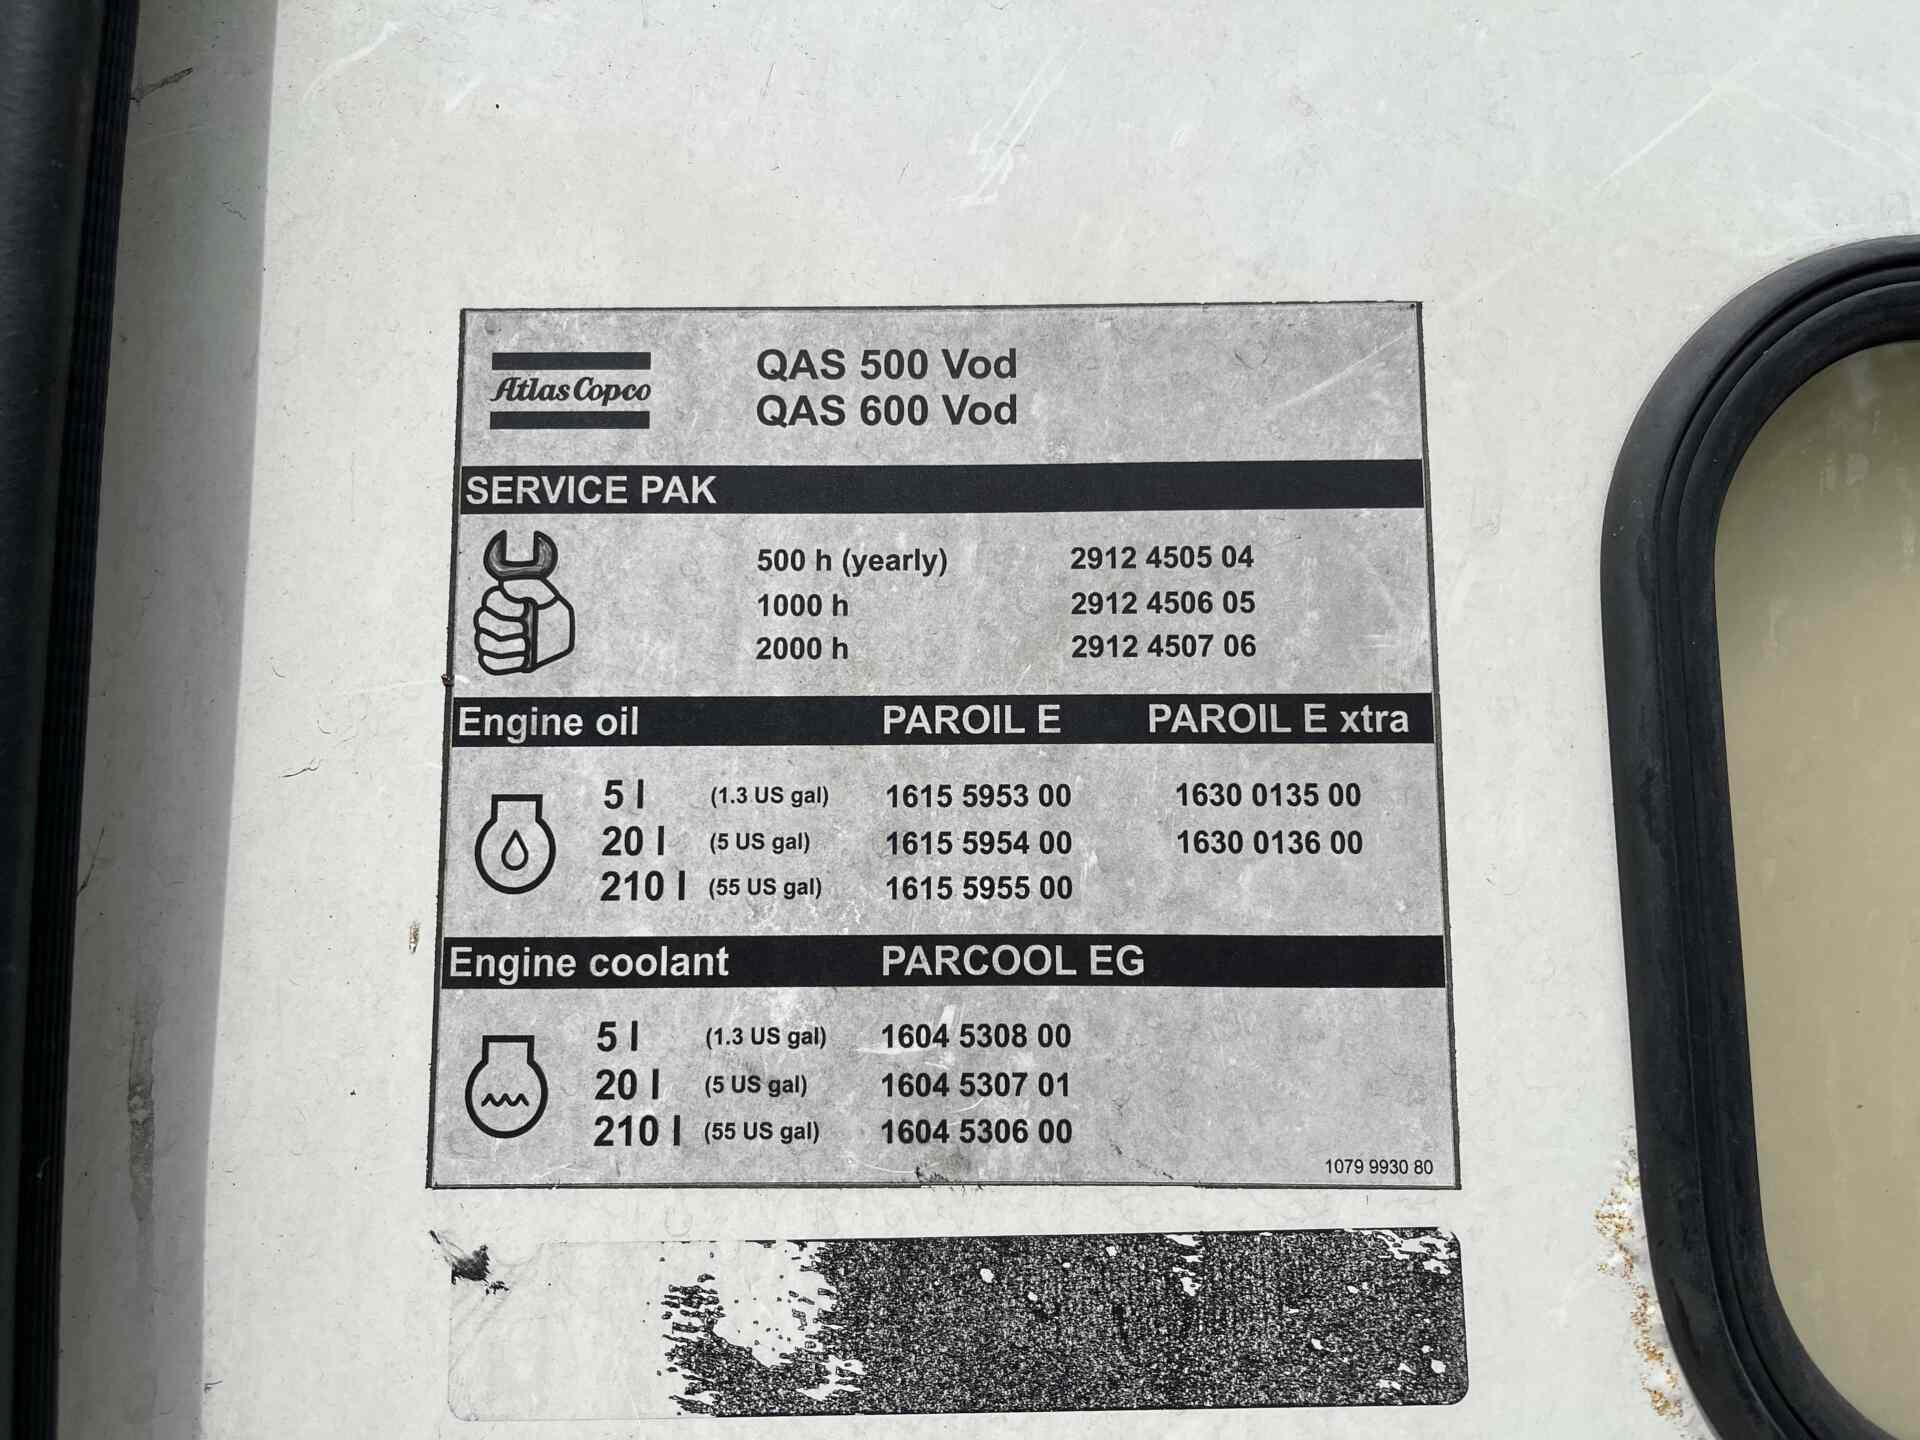 Atlas Copco
QAS 500 Vod
QAS 600 Vod
SERVICE PAK
500 h (yearly) 2912 4505 04
1000 h 2912 4506 05
2000 h 2912 4507 06
Engine oil PAROIL E PAROIL E xtra
5 l (1.3 US gal) 1615 5953 00 1630 0135 00
20 l (5 US gal) 1615 5954 00 1630 0136 00
210 l (55 US gal) 1615 5955 00
Engine coolant PARCOOL EG
5 l (1.3 US gal) 1604 5308 00
20 l (5 US gal) 1604 5307 01
210 l (55 US gal) 1604 5306 00
1079 9930 80